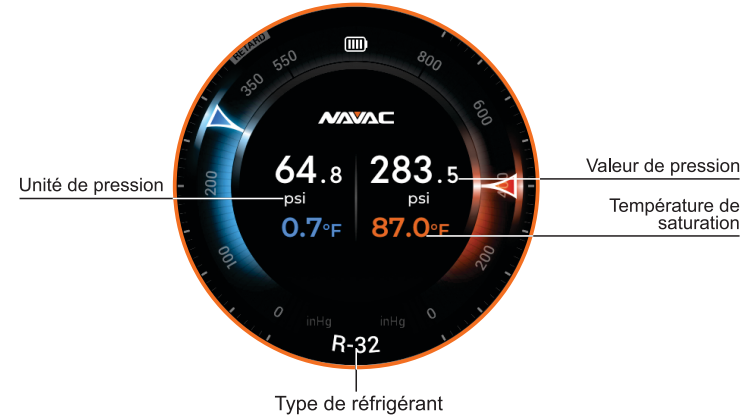 RETARD
550
350
200
100
0
inHg
800
600
400
200
0
inHg
NAVAC
64.8
psi
0.7°F
283.5
psi
87.0°F
R-32
Unité de pression
Valeur de pression
Température de
saturation
Type de réfrigérant